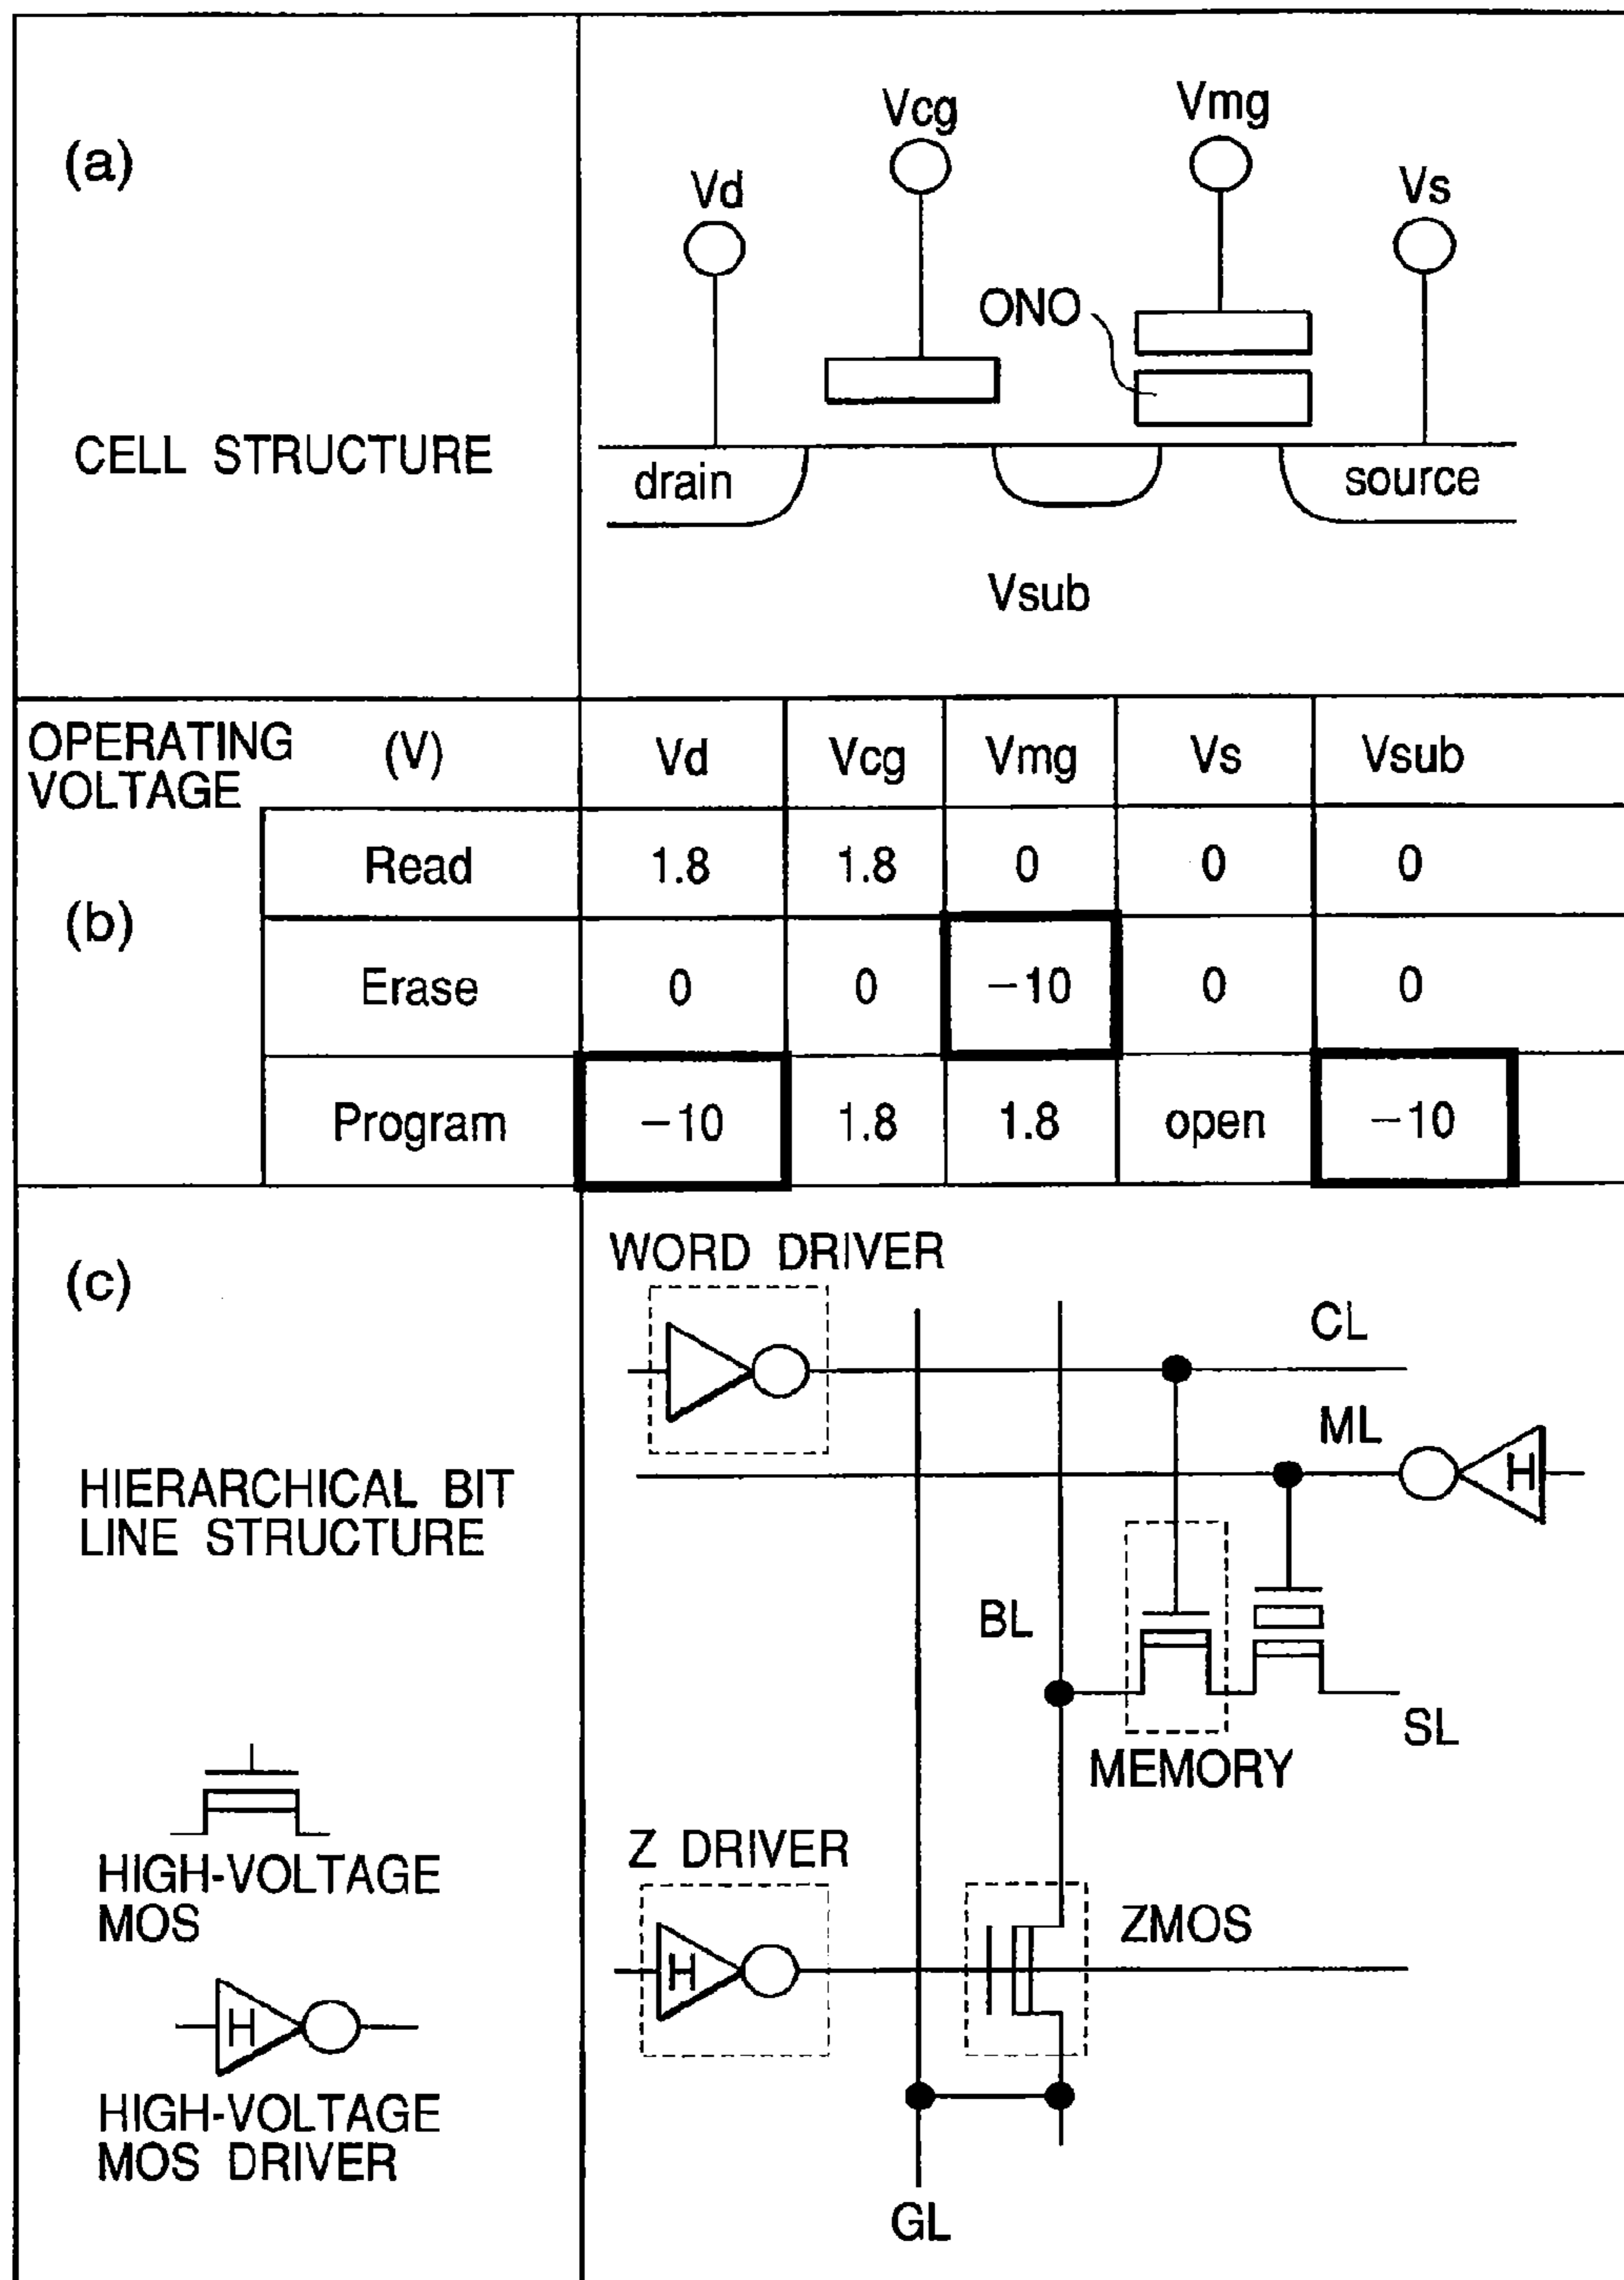 (a)
CELL STRUCTURE
Vd
Vcg
Vmg
Vs
ONO
drain
source
Vsub
OPERATING
VOLTAGE
(V) Vd Vcg Vmg Vs Vsub
(b)
Read 1.8 1.8 0 0 0
Erase 0 0 −10 0 0
Program −10 1.8 1.8 open −10
(c)
HIERARCHICAL BIT
LINE STRUCTURE
HIGH-VOLTAGE
MOS
H
HIGH-VOLTAGE
MOS DRIVER
WORD DRIVER
CL
ML
H
BL
SL
MEMORY
Z DRIVER
H
ZMOS
GL